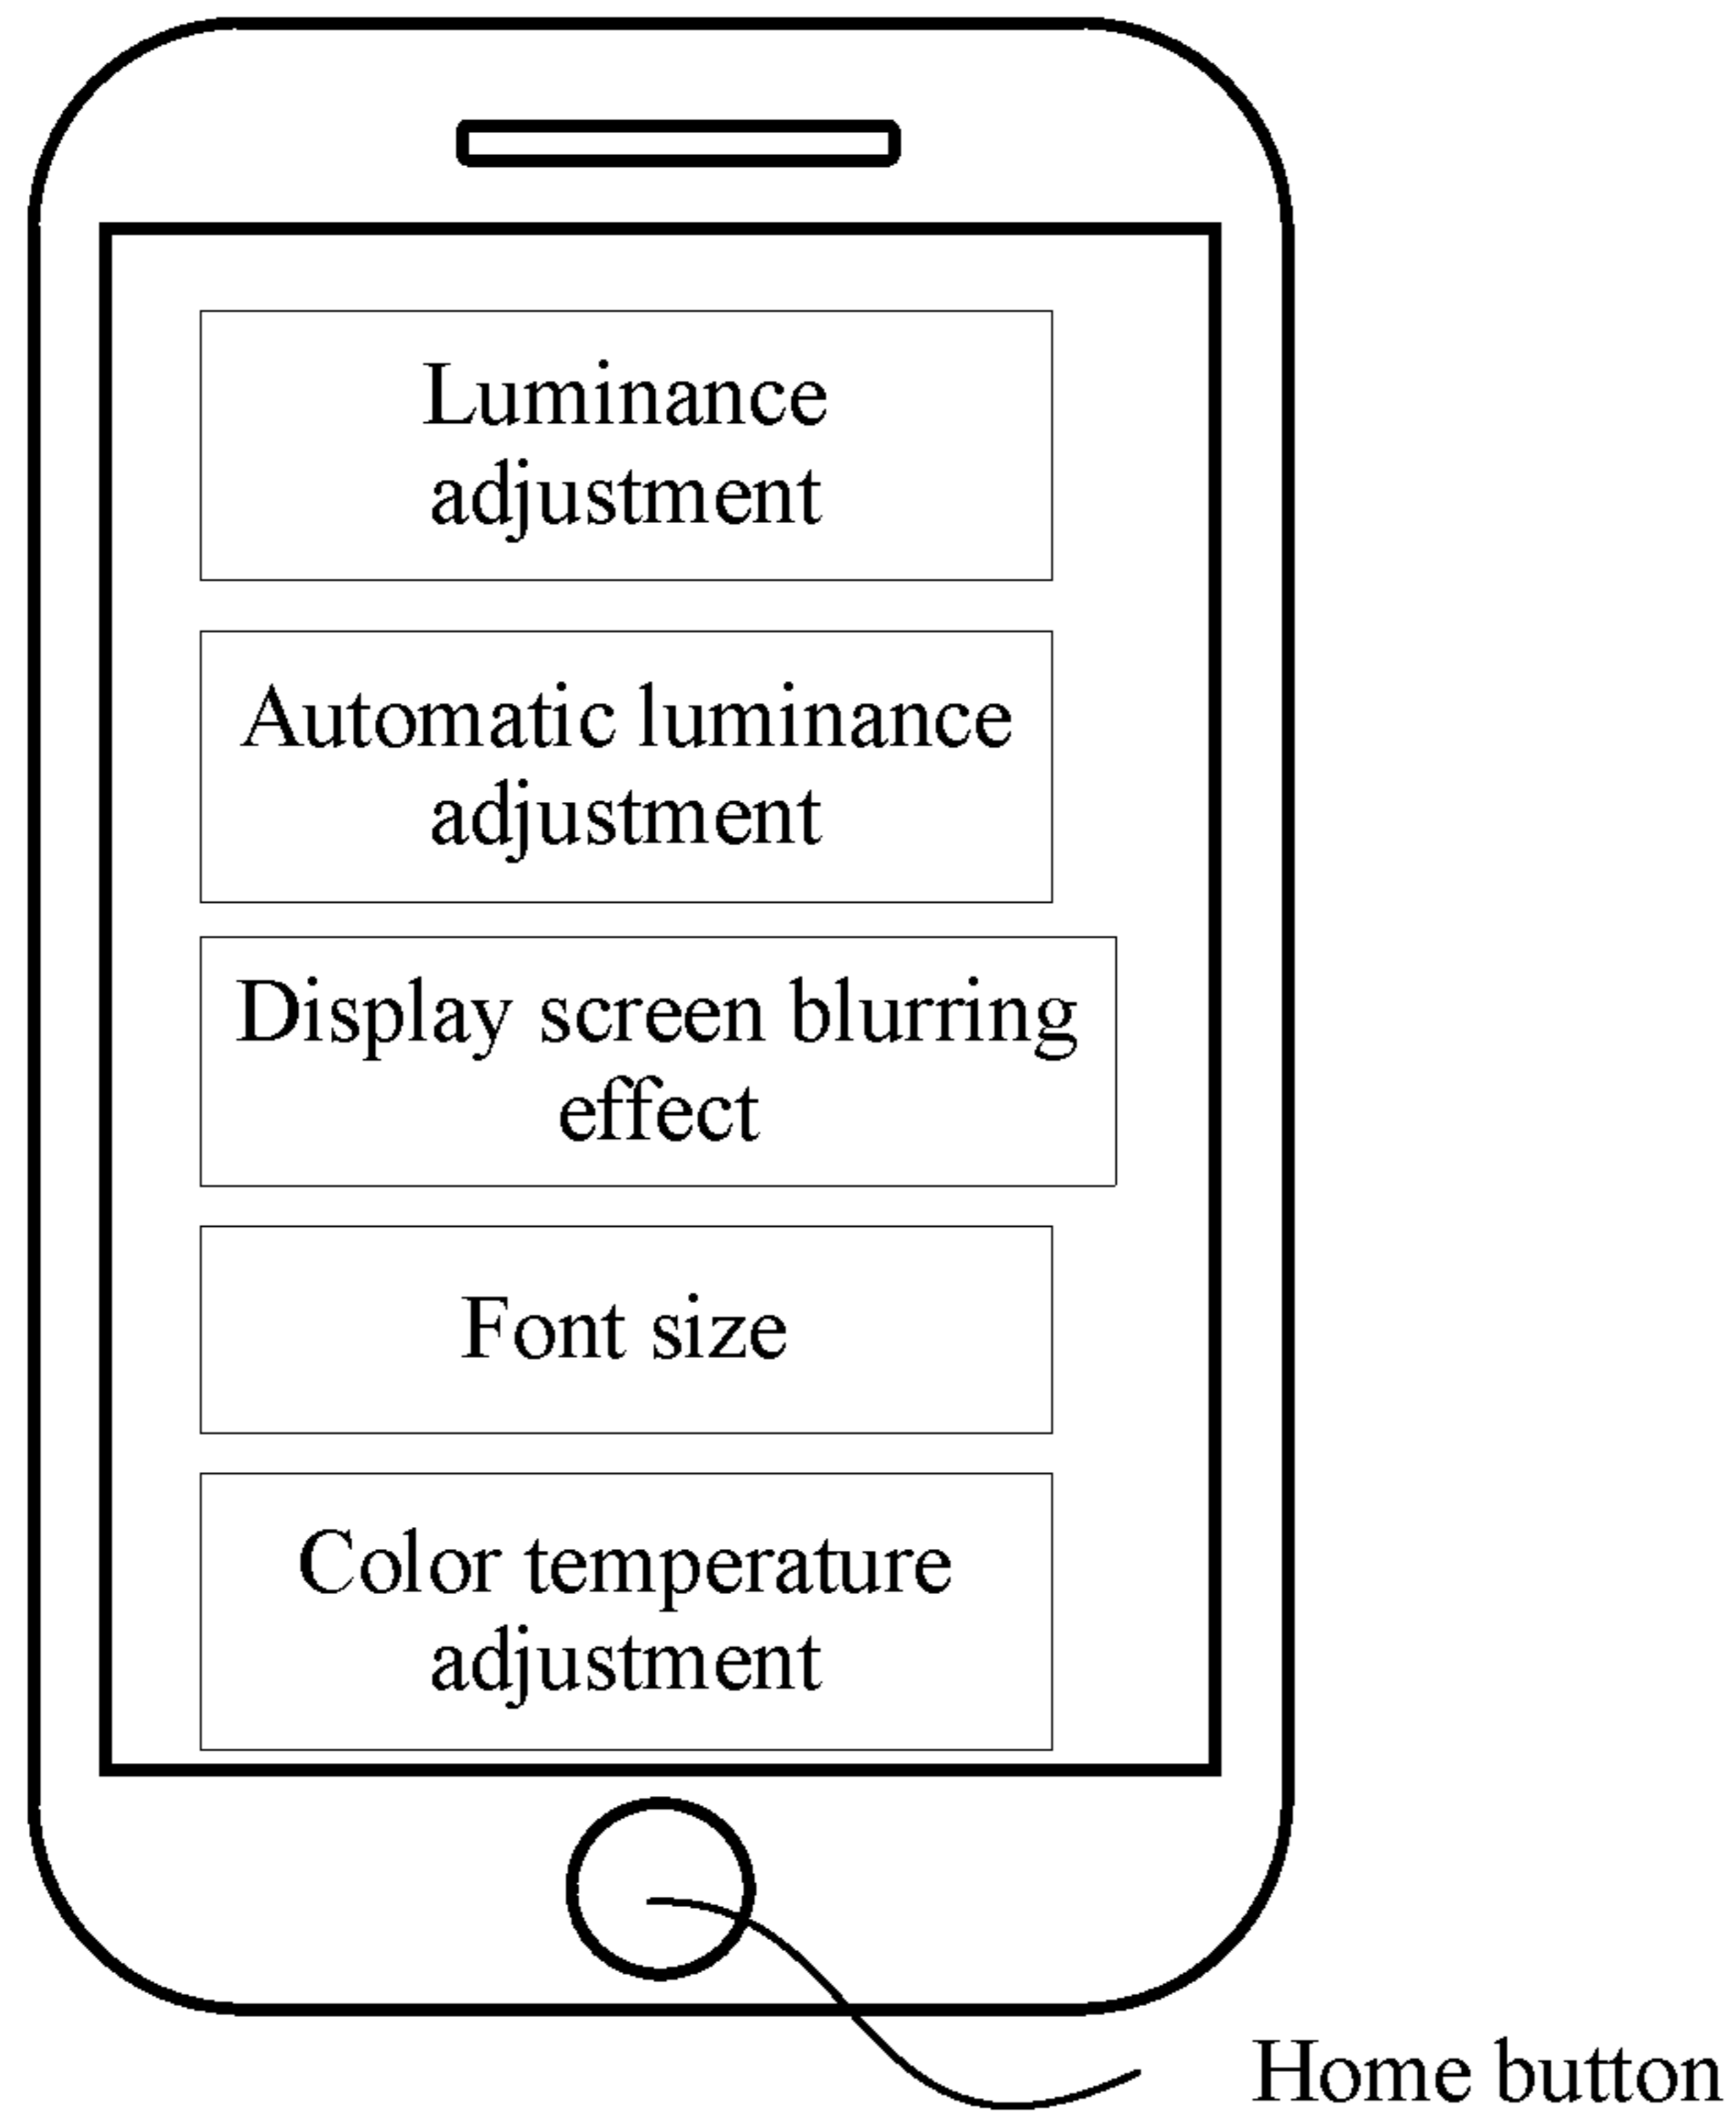 Luminance
adjustment
Automatic luminance
adjustment
Display screen blurring
effect
Font size
Color temperature
adjustment
Home button